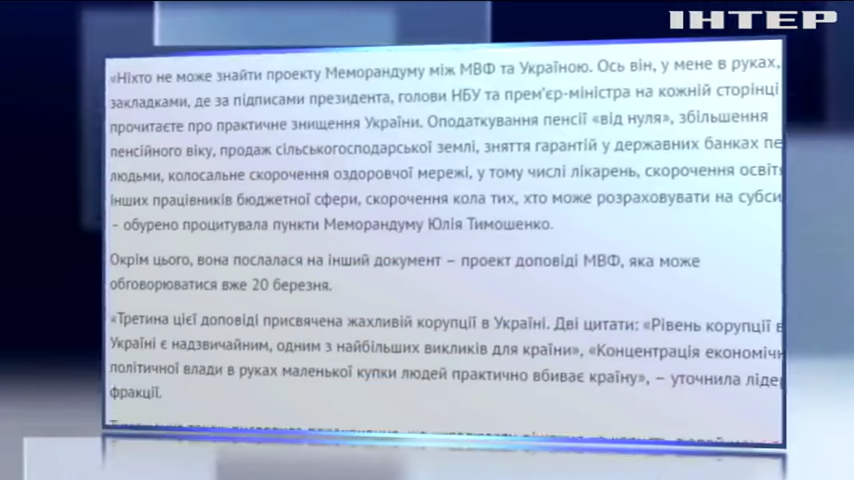 ІНТЕР
«Ніхто не може знайти проекту Меморандуму між МВФ та Україною. Ось він, у мене в руках,
закладками, де за підписами президента, голови НБУ та прем'єр-міністра на кожній сторінці
прочитаєте про практичне знищення України. Оподаткування пенсії «від нуля», збільшення
пенсійного віку, продаж сільськогосподарської землі, зняття гарантій у державних банках пе
людьми, колосальне скорочення оздоровчої мережі, у тому числі лікарень, скорочення освіт
інших працівників бюджетної сфери, скорочення кола тих, хто може розраховувати на субси
– обурено процитувала пункти Меморандуму Юлія Тимошенко.
Окрім цього, вона послалася на інший документ – проект доповіді МВФ, яка може
обговорюватися вже 20 березня.
«Третина цієї доповіді присвячена жахливій корупції в Україні. Дві цитати: «Рівень корупції в
Україні є надзвичайним, одним з найбільших викликів для країни», «Концентрація економічн
політичної влади в руках маленької купки людей практично вбиває країну», – уточнила ліде
фракції.